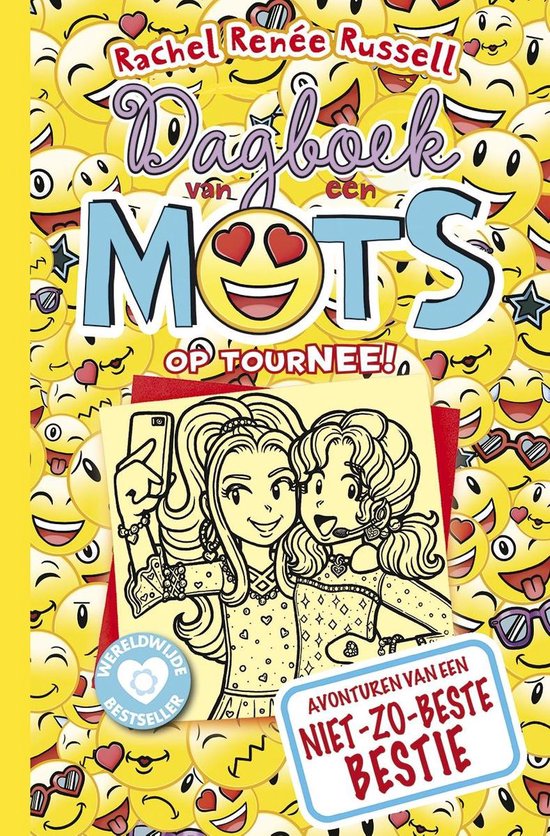 Rachel Renée Russell
Dagboek
van een
MOTS
OP TOURNEE!
WERELDWIJDE
BESTSELLER
AVONTUREN VAN EEN
NIET-ZO-BESTE
BESTIE